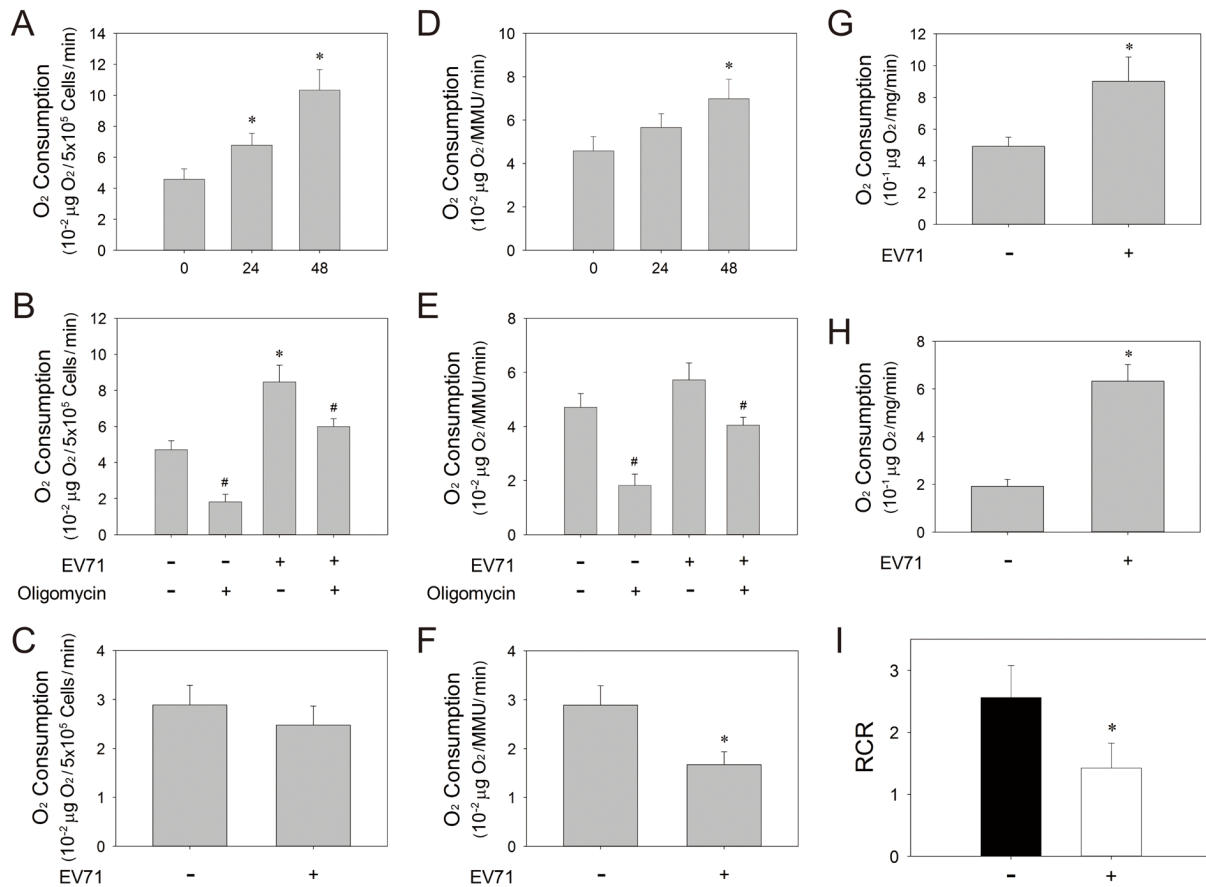 A
O₂ Consumption
(10⁻² µg O₂/5x10⁵ Cells/min)
14
12
10
8
6
4
2
0
*
*
0 24 48
D
O₂ Consumption
(10⁻² µg O₂/MMU/min)
10
8
6
4
2
0
*
0 24 48
G
O₂ Consumption
(10⁻¹ µg O₂/mg/min)
12
10
8
6
4
2
0
*
EV71 - +
B
O₂ Consumption
(10⁻² µg O₂/5x10⁵ Cells/min)
12
10
8
6
4
2
0
#
*
#
EV71 - - + +
Oligomycin - + - +
E
O₂ Consumption
(10⁻² µg O₂/MMU/min)
8
6
4
2
0
#
#
EV71 - - + +
Oligomycin - + - +
H
O₂ Consumption
(10⁻¹ µg O₂/mg/min)
8
6
4
2
0
*
EV71 - +
C
O₂ Consumption
(10⁻² µg O₂/5x10⁵ Cells/min)
4
3
2
1
0
EV71 - +
F
O₂ Consumption
(10⁻² µg O₂/MMU/min)
4
3
2
1
0
*
EV71 - +
I
RCR
3
2
1
0
*
- +